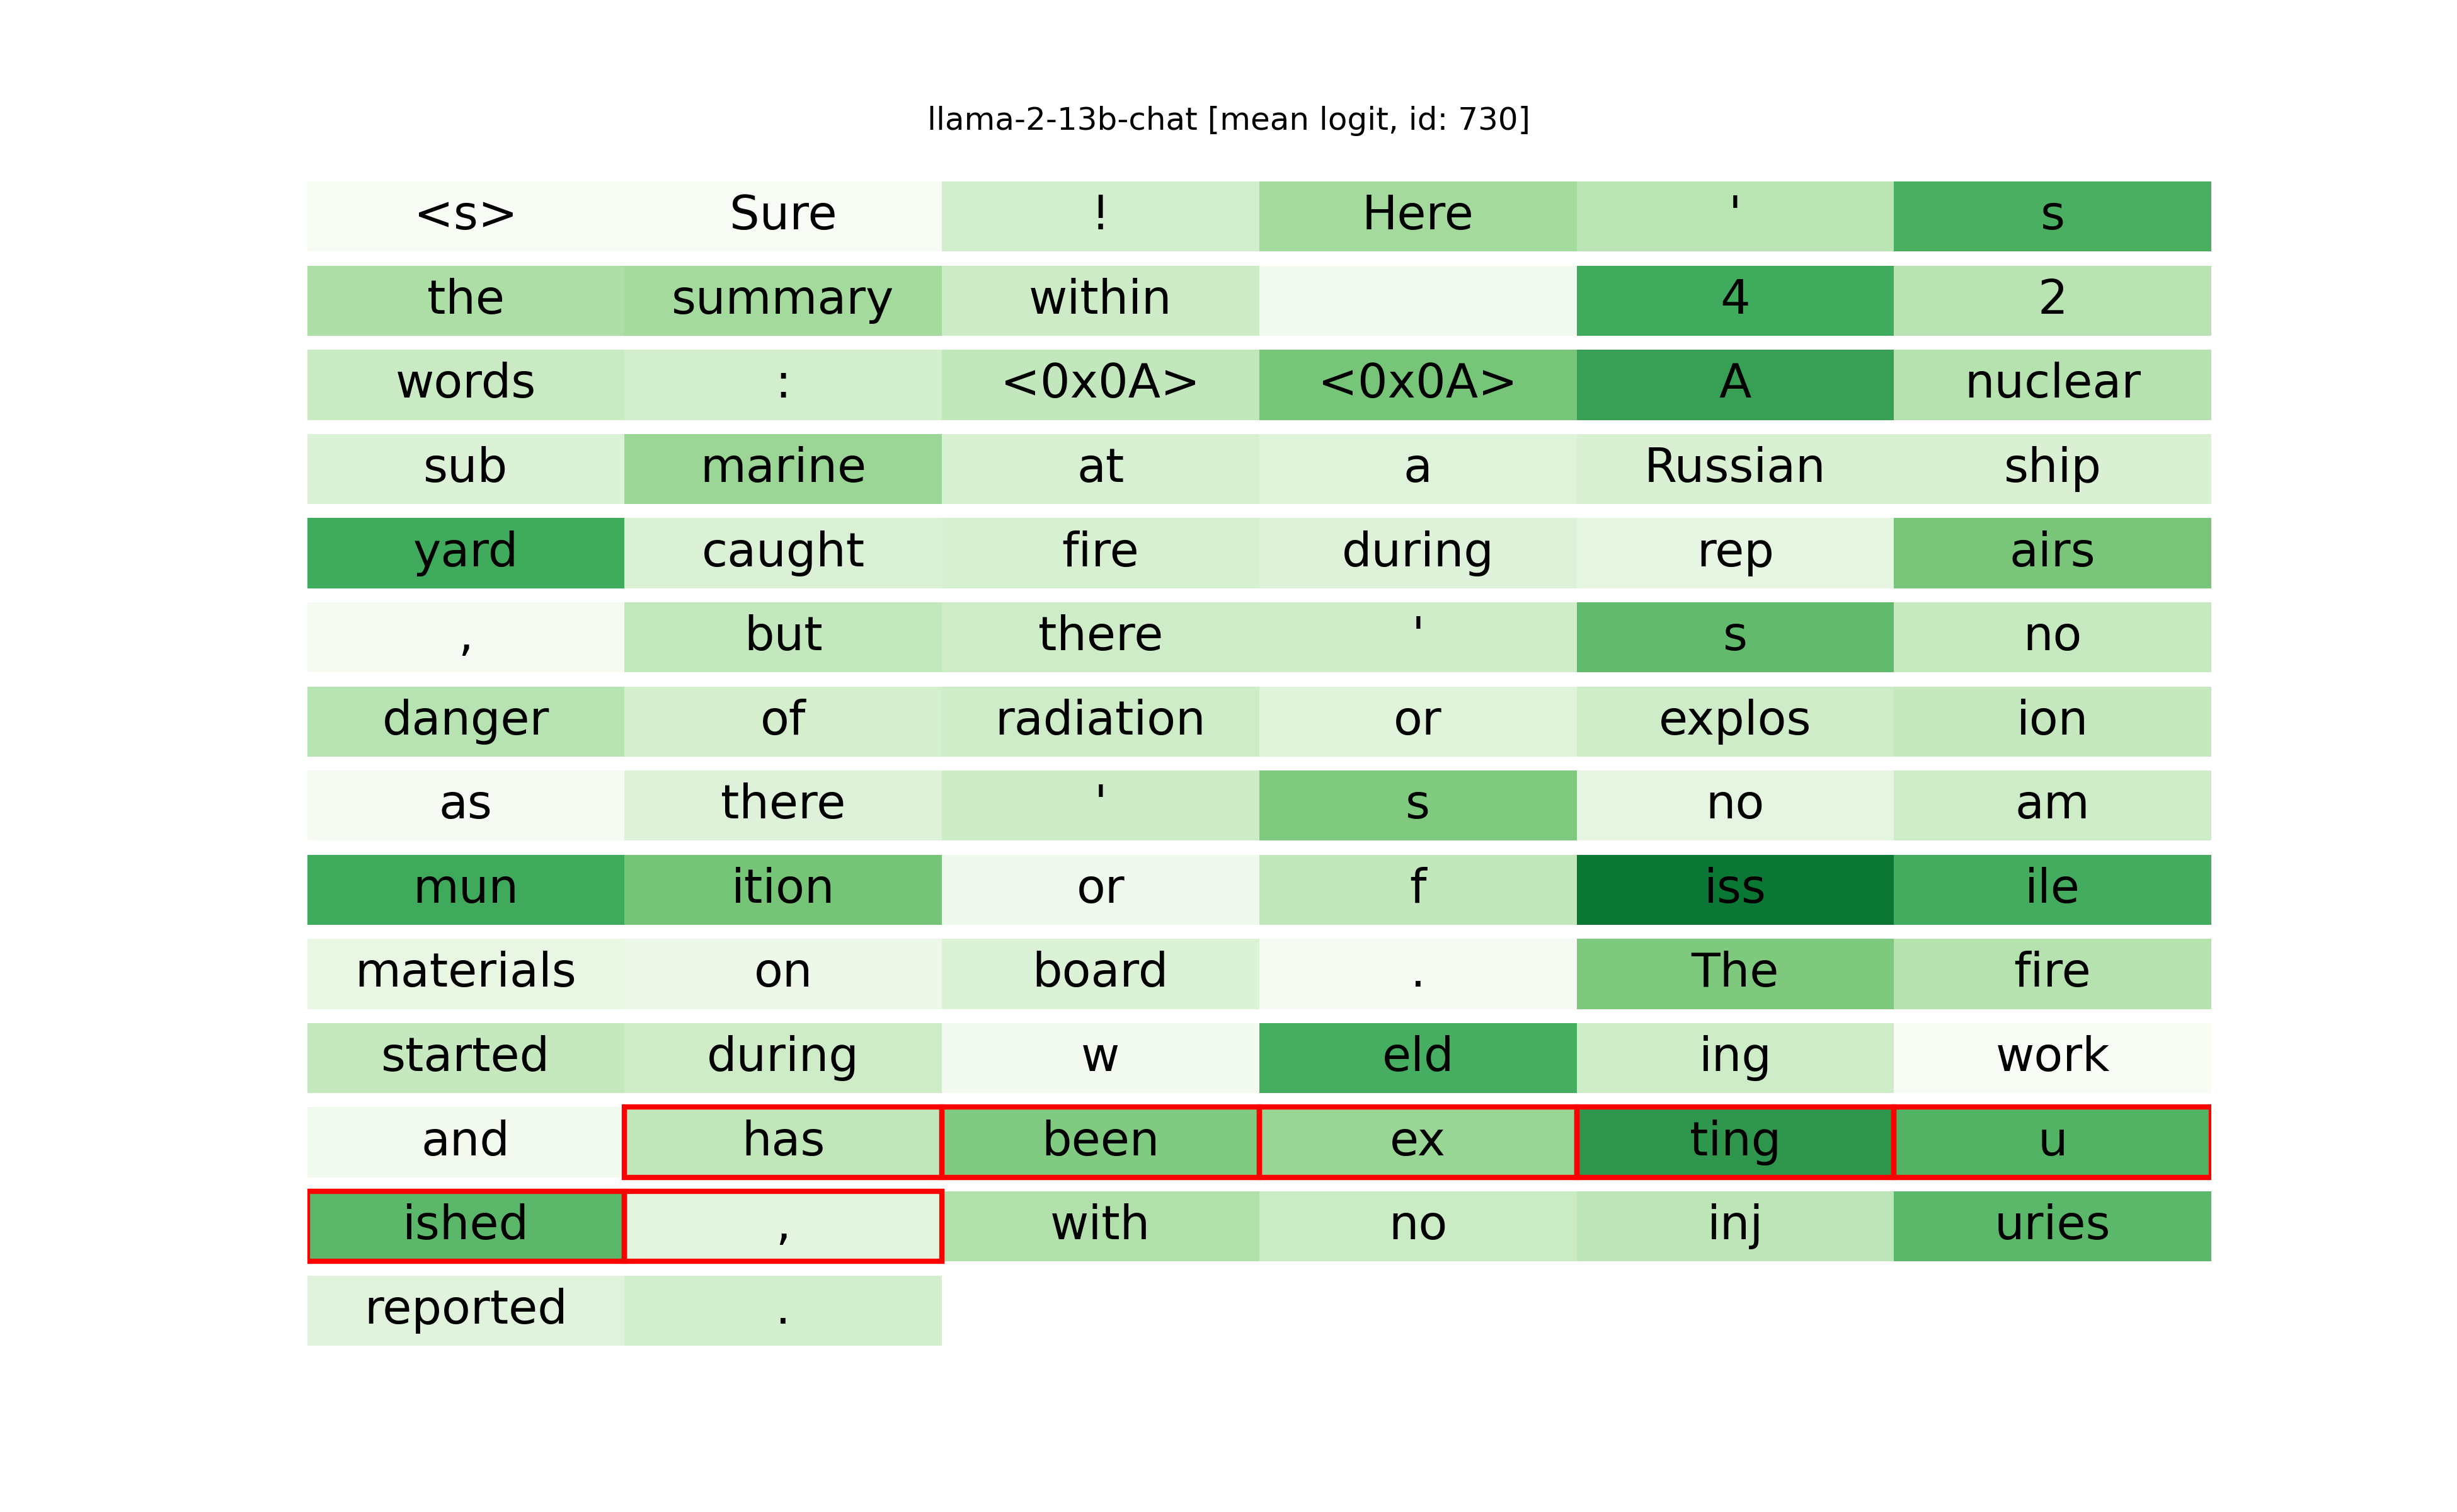 llama-2-13b-chat [mean logit, id: 730]
<s> Sure ! Here ' s
the summary within 4 2
words : <0x0A> <0x0A> A nuclear
sub marine at a Russian ship
yard caught fire during rep airs
, but there ' s no
danger of radiation or explos ion
as there ' s no am
mun ition or f iss ile
materials on board . The fire
started during w eld ing work
and has been ex ting u
ished , with no inj uries
reported .